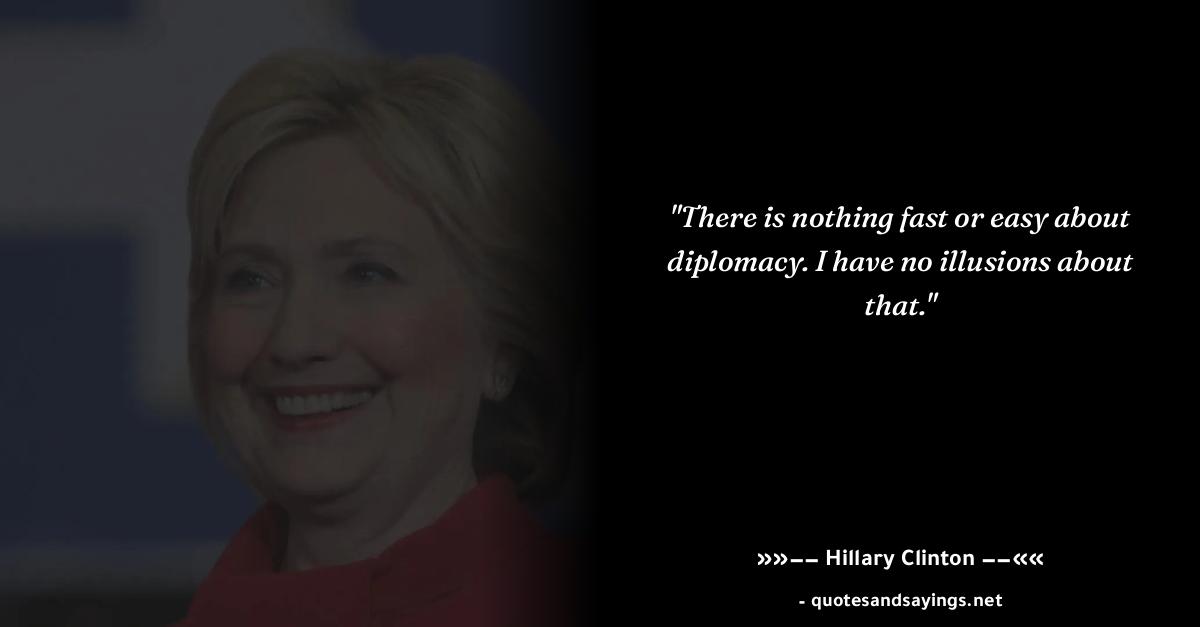 "There is nothing fast or easy about
diplomacy. I have no illusions about
that."
»»−− Hillary Clinton −−««
- quotesandsayings.net